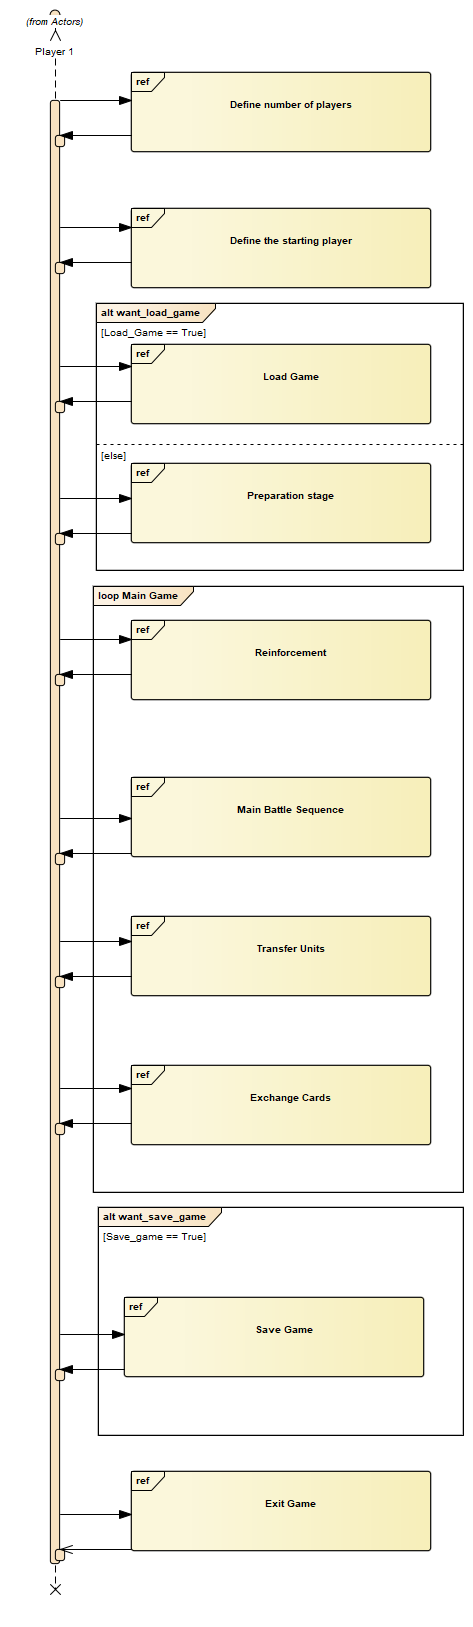 (from Actors)
Player 1
ref
Define number of players
ref
Define the starting player
alt want_load_game
[Load_Game == True]
ref
Load Game
[else]
ref
Preparation stage
loop Main Game
ref
Reinforcement
ref
Main Battle Sequence
ref
Transfer Units
ref
Exchange Cards
alt want_save_game
[Save_game == True]
ref
Save Game
ref
Exit Game